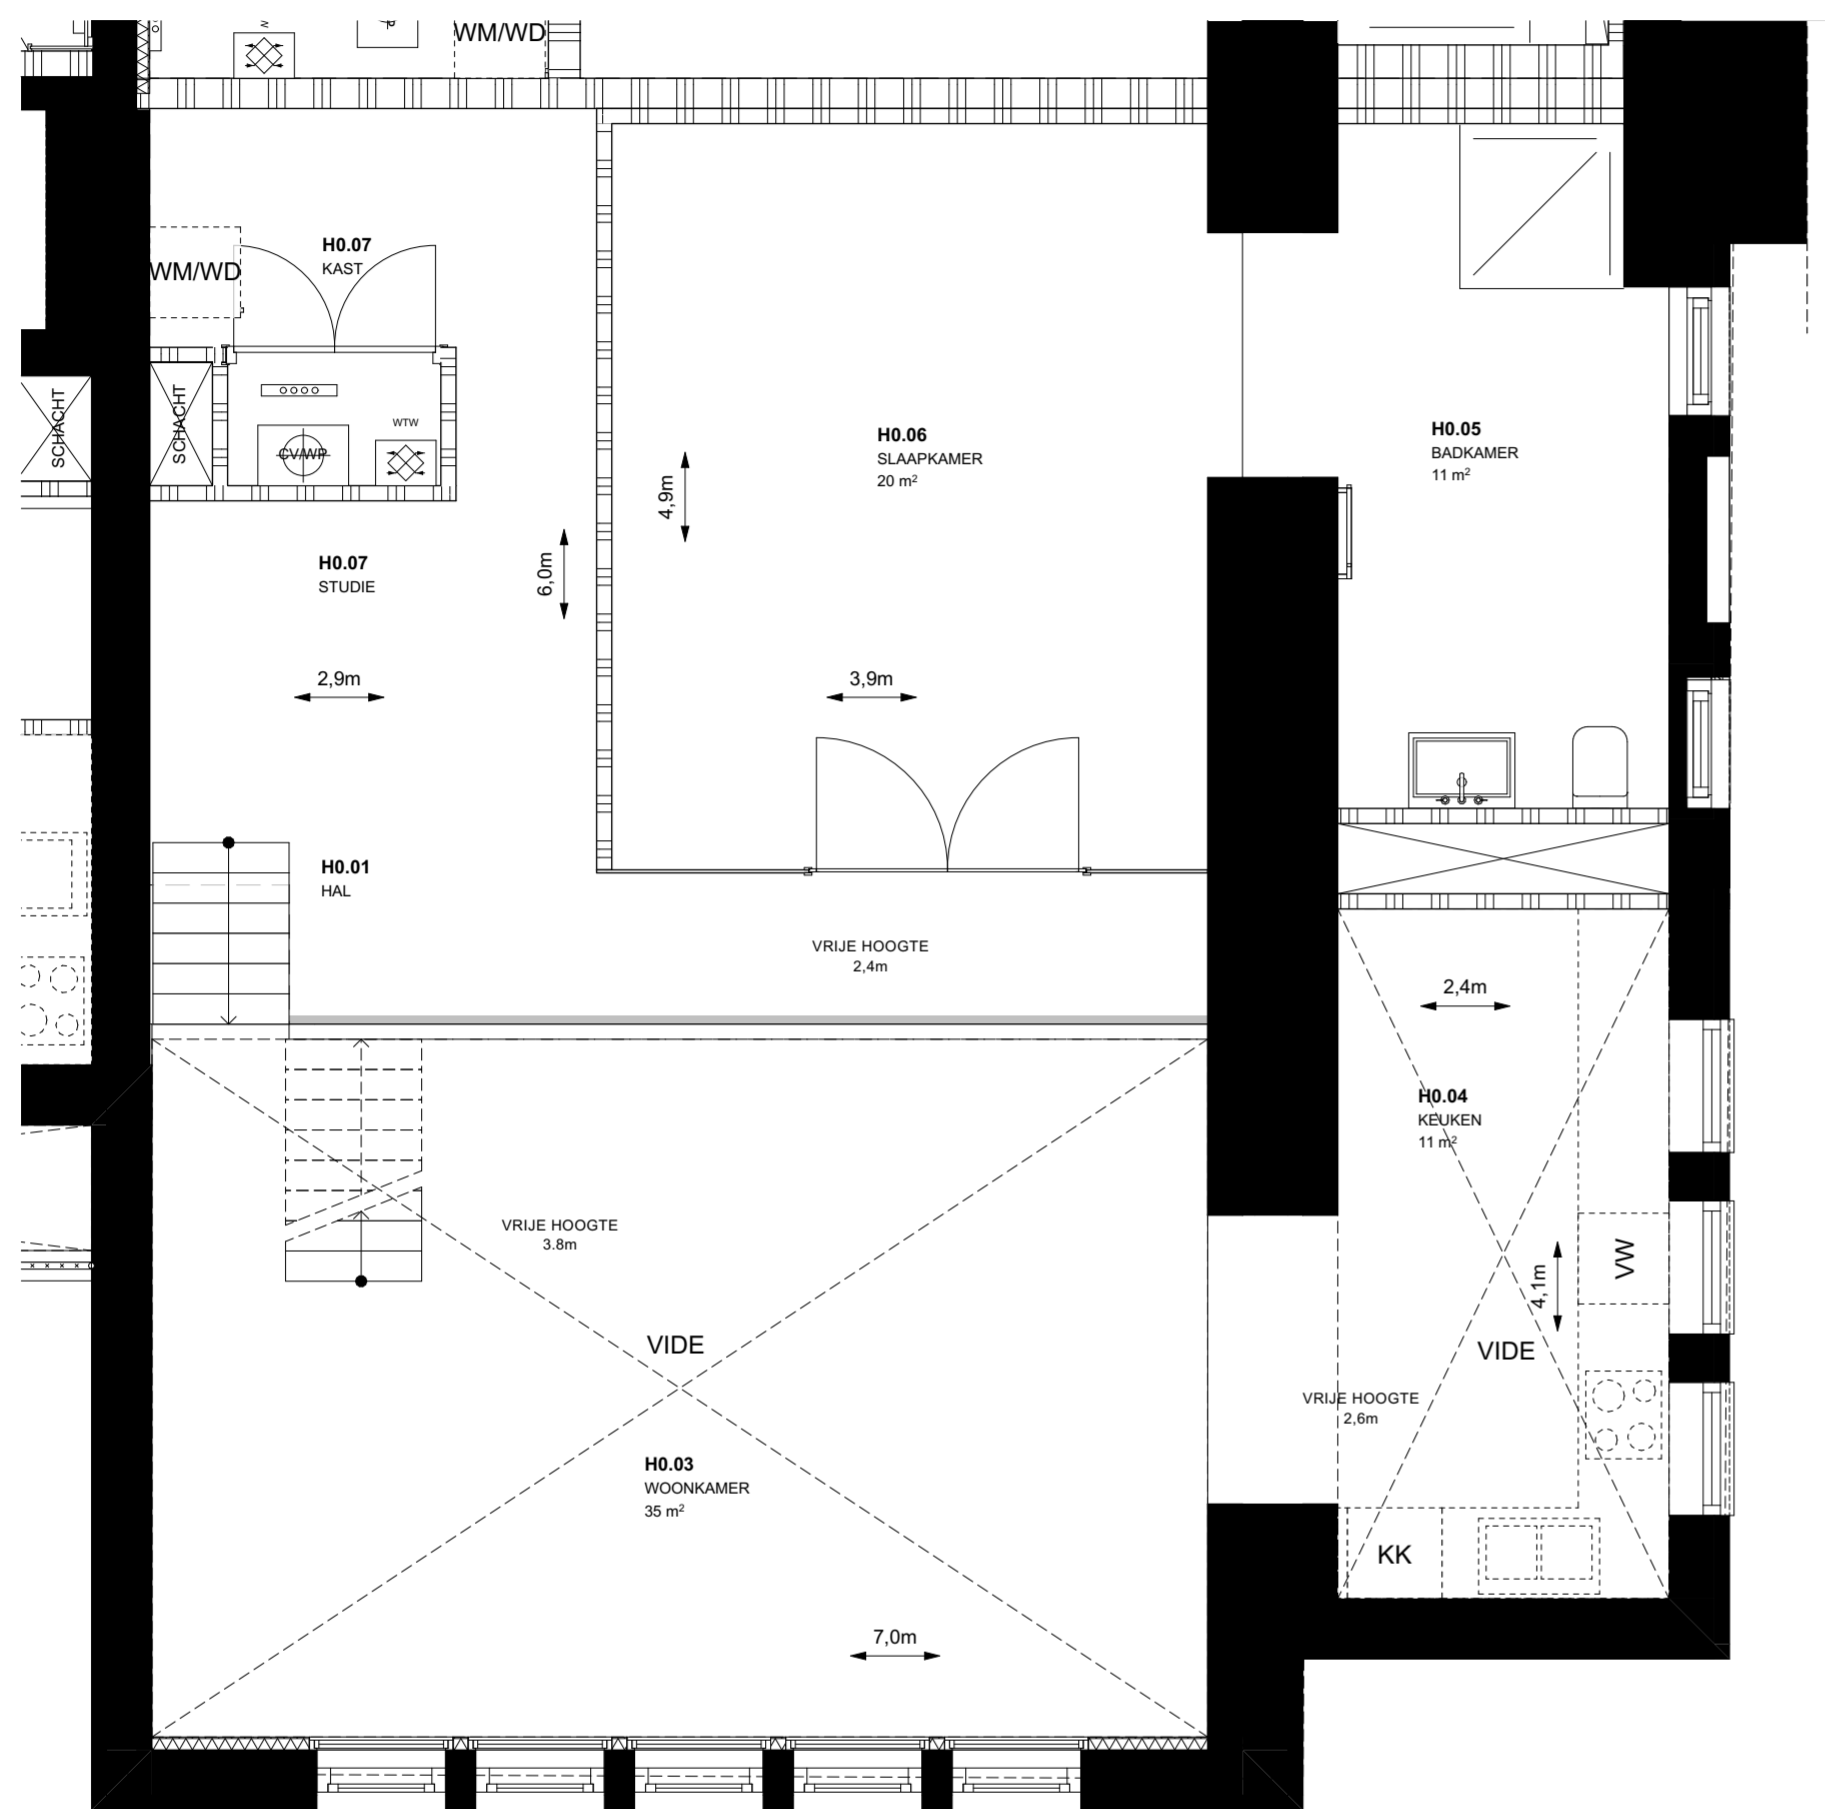 WM/WD
WM/WD
H0.07
KAST
SCHACHT
SCHACHT
WTW
CV/WP
H0.06
SLAAPKAMER
20 m²
H0.05
BADKAMER
11 m²
4,9m
6,0m
H0.07
STUDIE
2,9m
3,9m
H0.01
HAL
VRIJE HOOGTE
2,4m
2,4m
H0.04
KEUKEN
11 m²
VRIJE HOOGTE
3.8m
VW
4,1m
VIDE
VIDE
VRIJE HOOGTE
2,6m
H0.03
WOONKAMER
35 m²
KK
7,0m